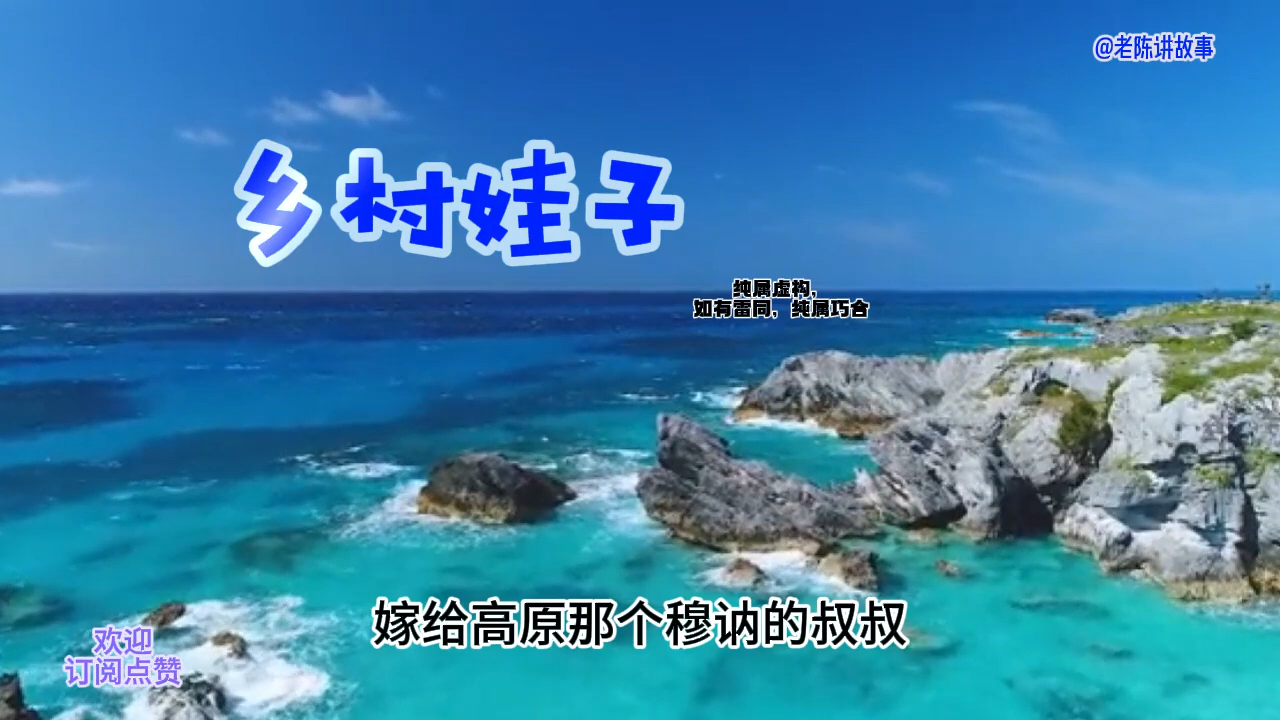 @老陈讲故事
乡村娃子
纯属虚构,
如有雷同，纯属巧合
嫁给高原那个穆讷的叔叔
欢迎
订阅点赞